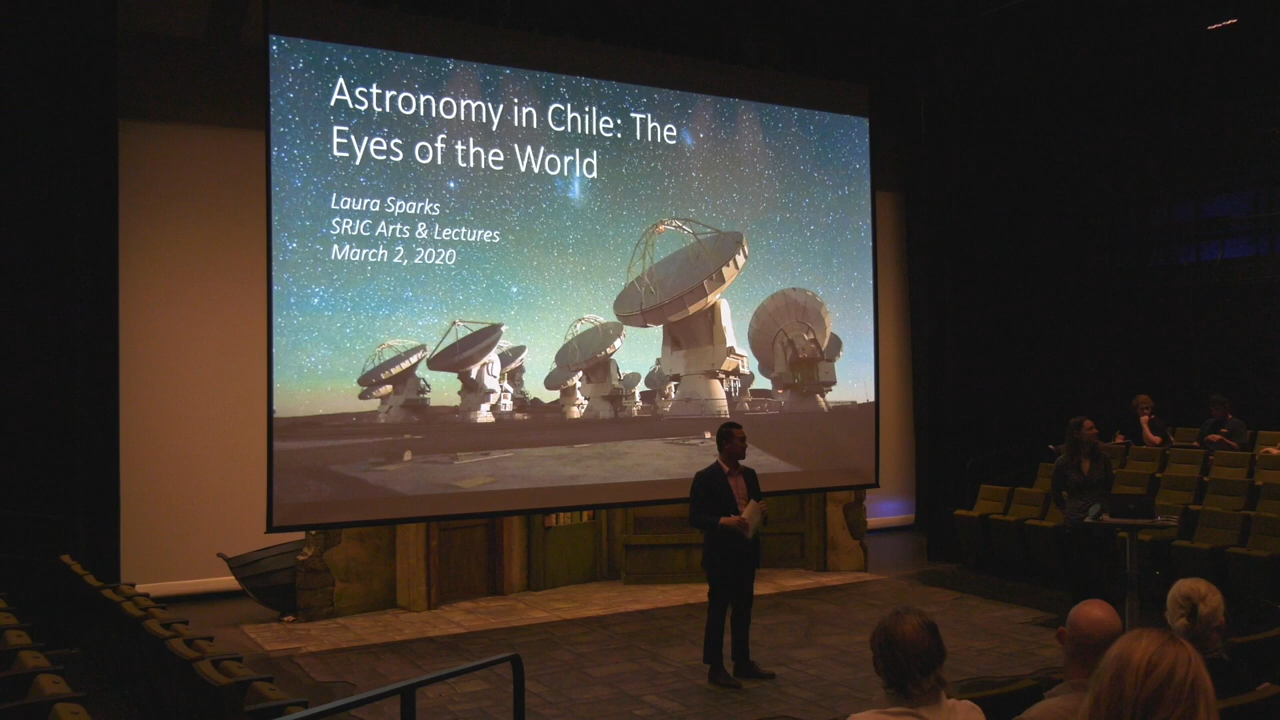 Astronomy in Chile: The
Eyes of the World
Laura Sparks
SRJC Arts & Lectures
March 2, 2020